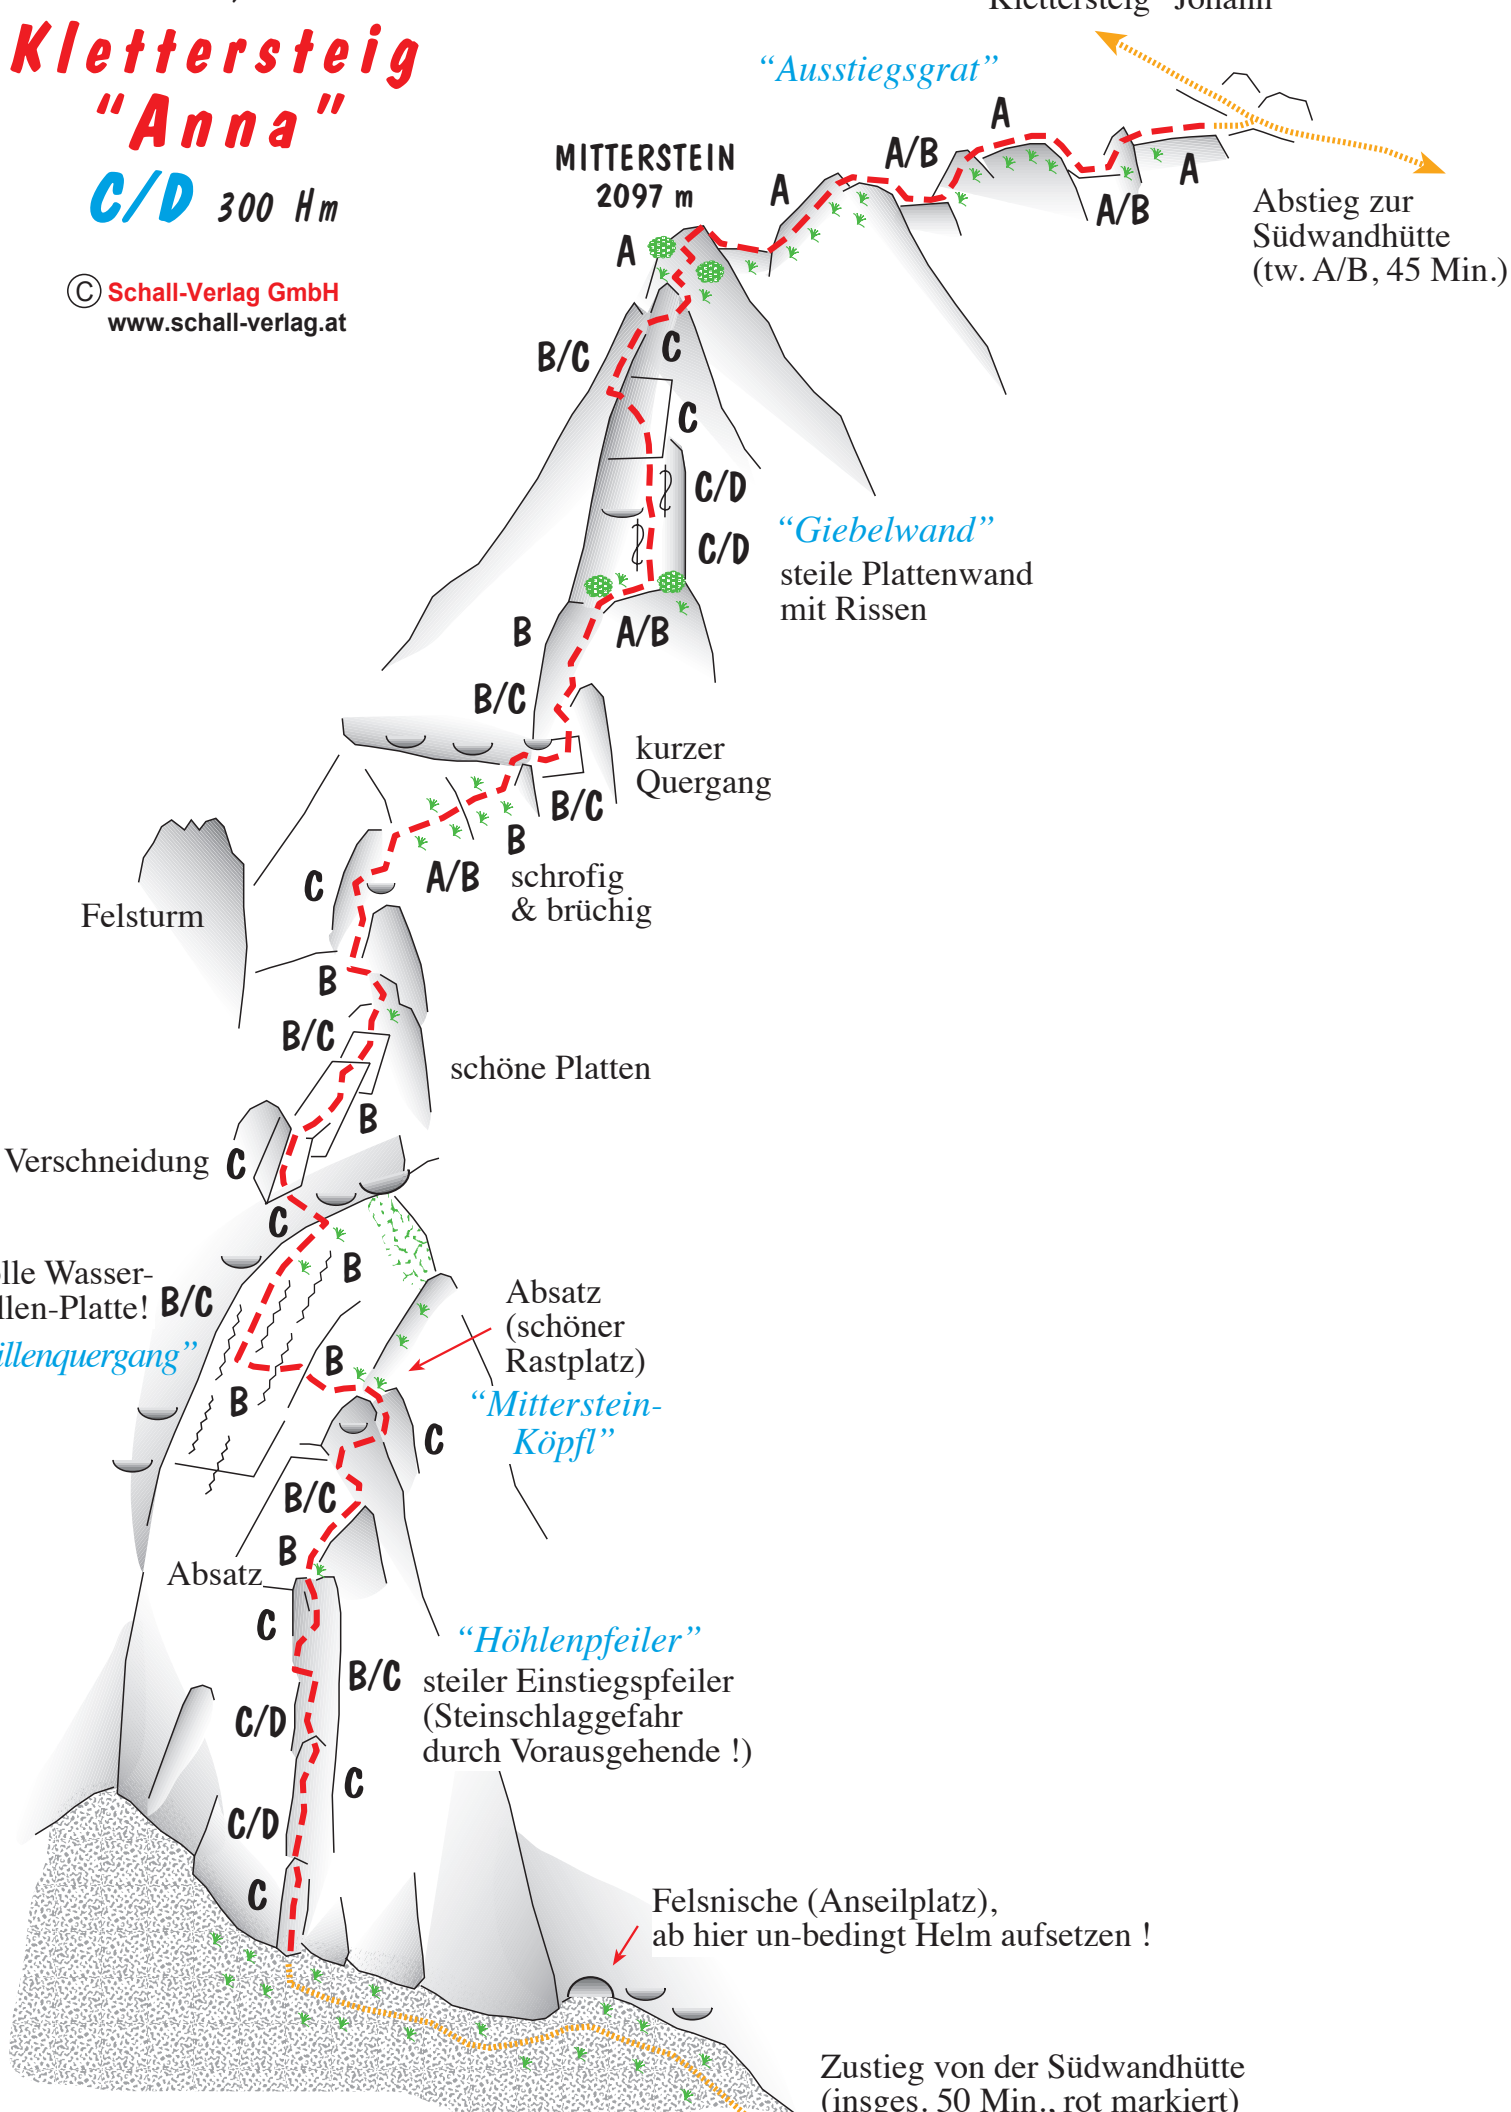 Klettersteig "Johann"
Klettersteig
"Anna"
C/D 300 Hm
© Schall-Verlag GmbH
www.schall-verlag.at
“Ausstiegsgrat”
A
A/B
A
A/B
A
MITTERSTEIN
2097 m
A
Abstieg zur
Südwandhütte
(tw. A/B, 45 Min.)
B/C
C
C
C/D
C/D
“Giebelwand”
steile Plattenwand
mit Rissen
B
A/B
B/C
kurzer
Quergang
B/C
B
A/B
schrofig
& brüchig
C
Felsturm
B
B/C
schöne Platten
B
Verschneidung
C
C
B
lle Wasser-
llen-Platte!
B/C
illenquergang”
B
B
Absatz
(schöner
Rastplatz)
“Mitterstein-
Köpfl”
C
B/C
B
Absatz
C
“Höhlenpfeiler”
B/C
steiler Einstiegspfeiler
(Steinschlaggefahr
durch Vorausgehende !)
C/D
C
C/D
C
Felsnische (Anseilplatz),
ab hier un-bedingt Helm aufsetzen !
Zustieg von der Südwandhütte
(insges. 50 Min., rot markiert)